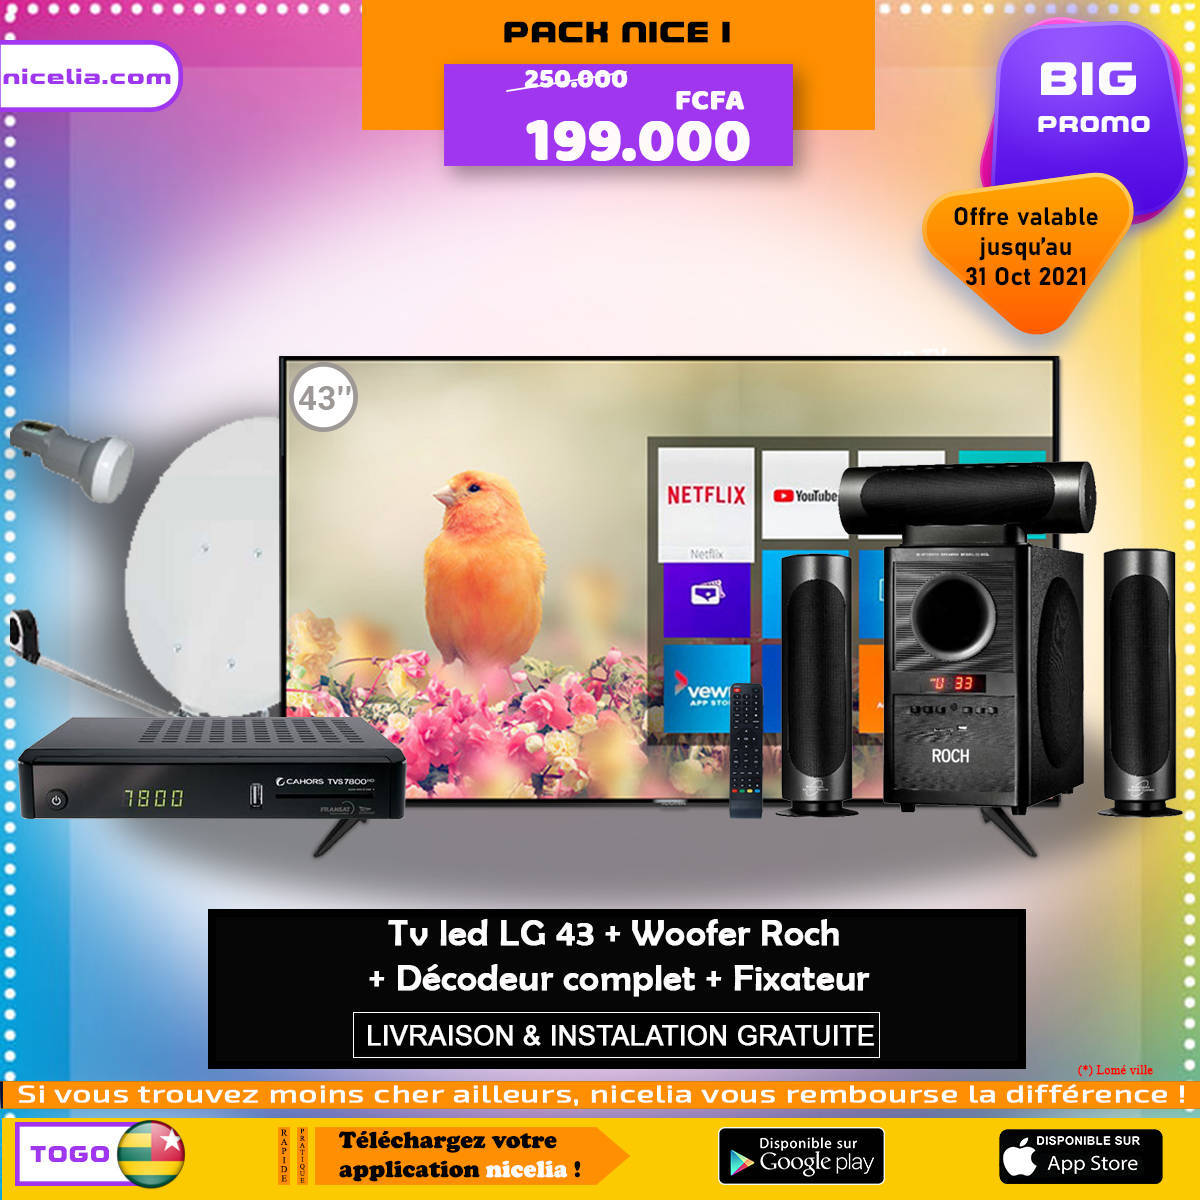 PACK NICE I
nicelia.com
250.000
FCFA
199.000
BIG
PROMO
Offre valable
jusqu'au
31 Oct 2021
43"
NETFLIX
YouTube
Netflix
vew
APP STO
U 33
ROCH
CAHORS TVS7800HD
7800
FRANSAT
Tv led LG 43 + Woofer Roch
+ Décodeur complet + Fixateur
LIVRAISON & INSTALATION GRATUITE
(*) Lomé ville
Si vous trouvez moins cher ailleurs, nicelia vous rembourse la différence !
TOGO
RAPIDE
PRATIQUE
Téléchargez votre
application nicelia !
Disponible sur
Google play
DISPONIBLE SUR
App Store